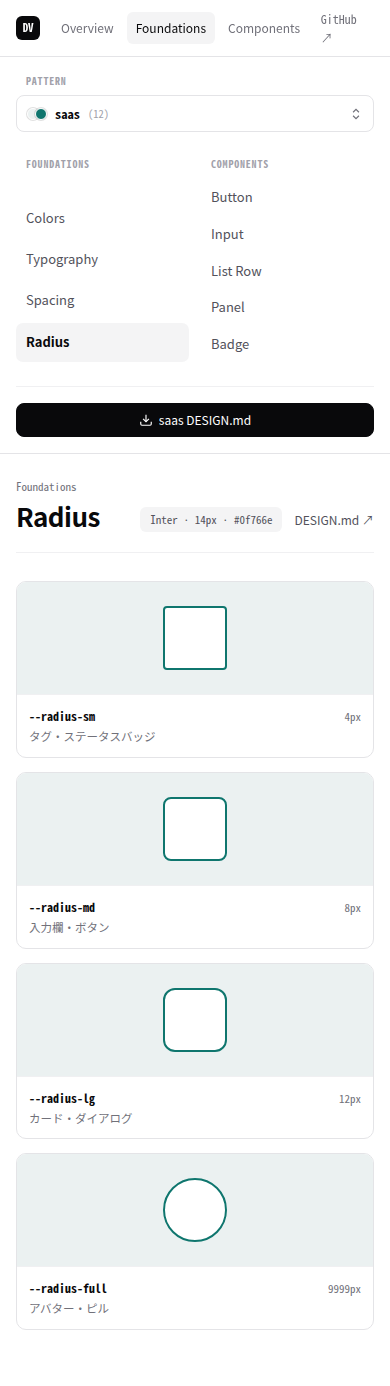 DV Overview Foundations Components GitHub ↗
PATTERN
saas (12)
FOUNDATIONS
Colors
Typography
Spacing
Radius
COMPONENTS
Button
Input
List Row
Panel
Badge
saas DESIGN.md
Foundations
Radius
Inter · 14px · #0f766e
DESIGN.md ↗
--radius-sm 4px
タグ・ステータスバッジ
--radius-md 8px
入力欄・ボタン
--radius-lg 12px
カード・ダイアログ
--radius-full 9999px
アバター・ピル